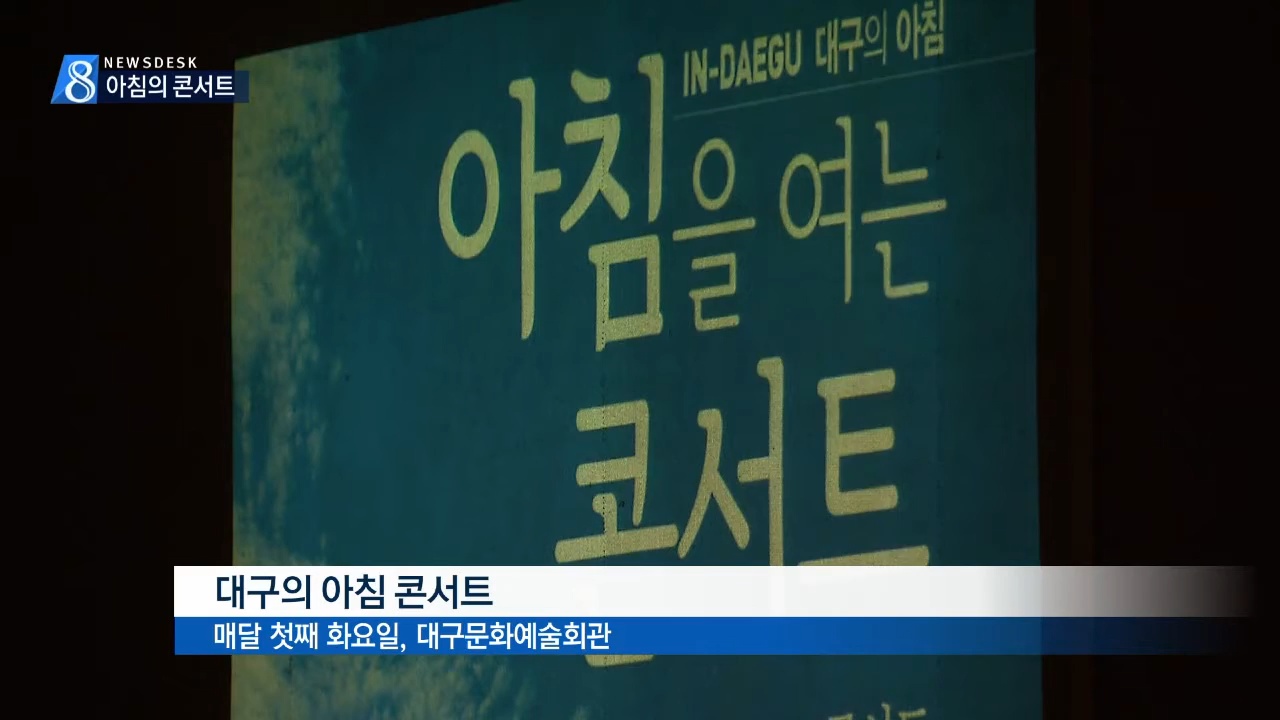 8 NEWSDESK
아침의 콘서트
IN-DAEGU 대구의 아침
아침을 여는
콘서트
대구의 아침 콘서트
매달 첫째 화요일, 대구문화예술회관